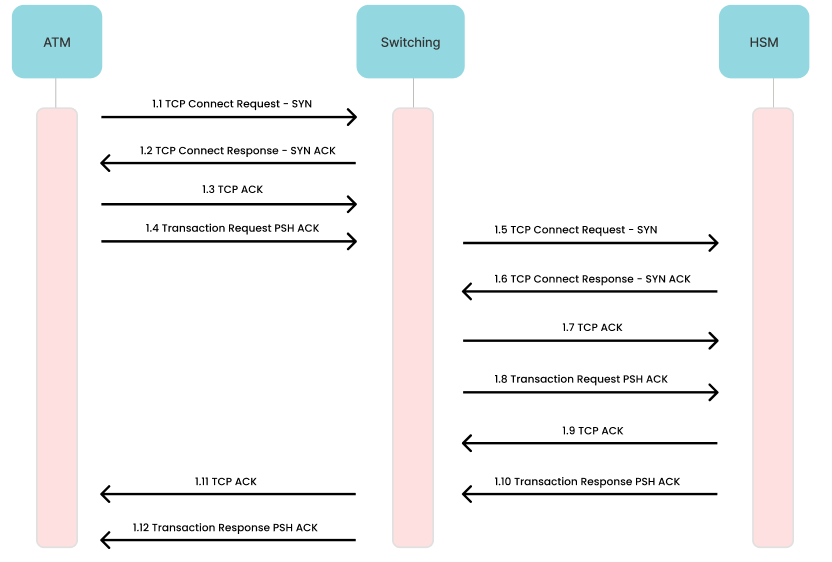 ATM
Switching
HSM
1.1 TCP Connect Request - SYN
1.2 TCP Connect Response - SYN ACK
1.3 TCP ACK
1.4 Transaction Request PSH ACK
1.5 TCP Connect Request - SYN
1.6 TCP Connect Response - SYN ACK
1.7 TCP ACK
1.8 Transaction Request PSH ACK
1.9 TCP ACK
1.10 Transaction Response PSH ACK
1.11 TCP ACK
1.12 Transaction Response PSH ACK